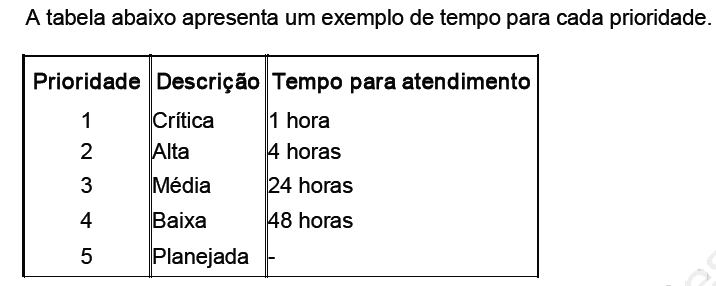 A tabela abaixo apresenta um exemplo de tempo para cada prioridade.
Prioridade Descrição Tempo para atendimento
1 Crítica 1 hora
2 Alta 4 horas
3 Média 24 horas
4 Baixa 48 horas
5 Planejada -